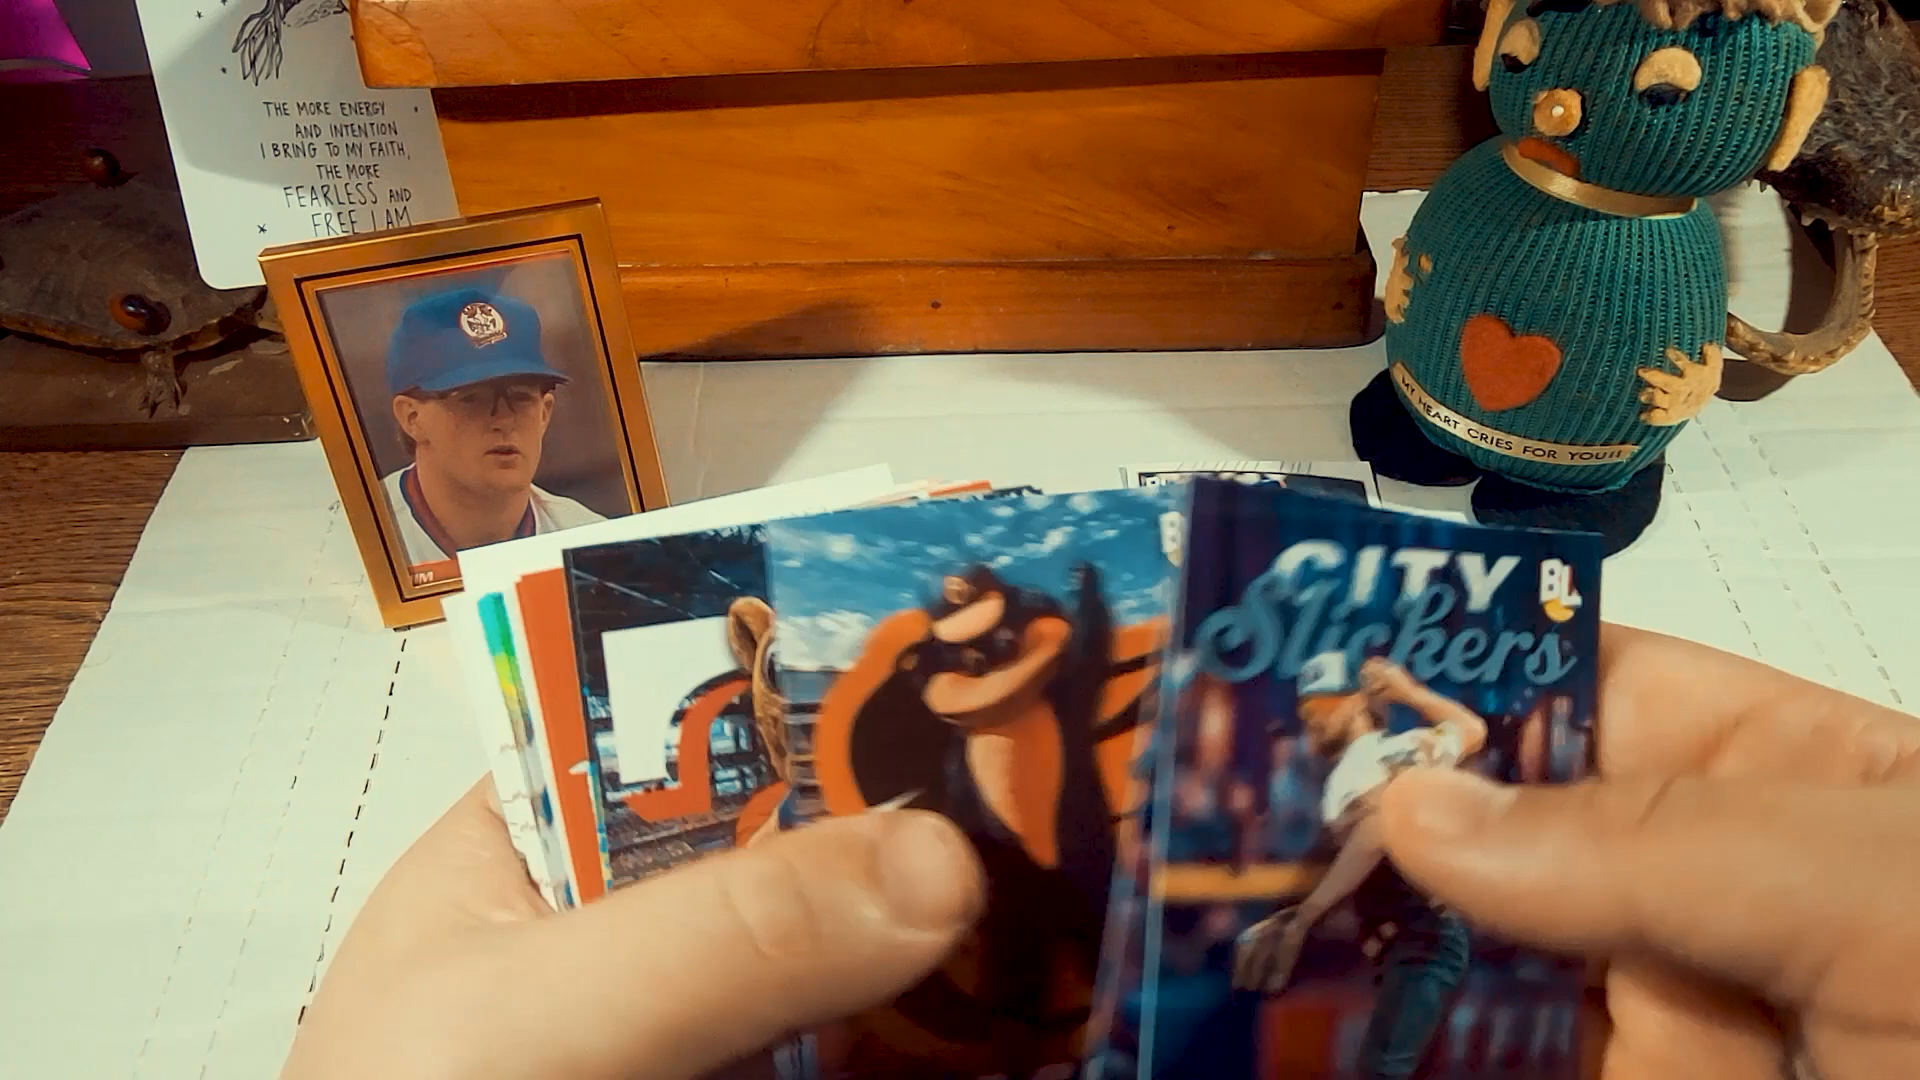 THE MORE ENERGY
AND INTENTION
I BRING TO MY FAITH,
THE MORE
FEARLESS AND
FREE I AM
IM
MY HEART CRIES FOR YOU!!
CITY
Slickers
BL